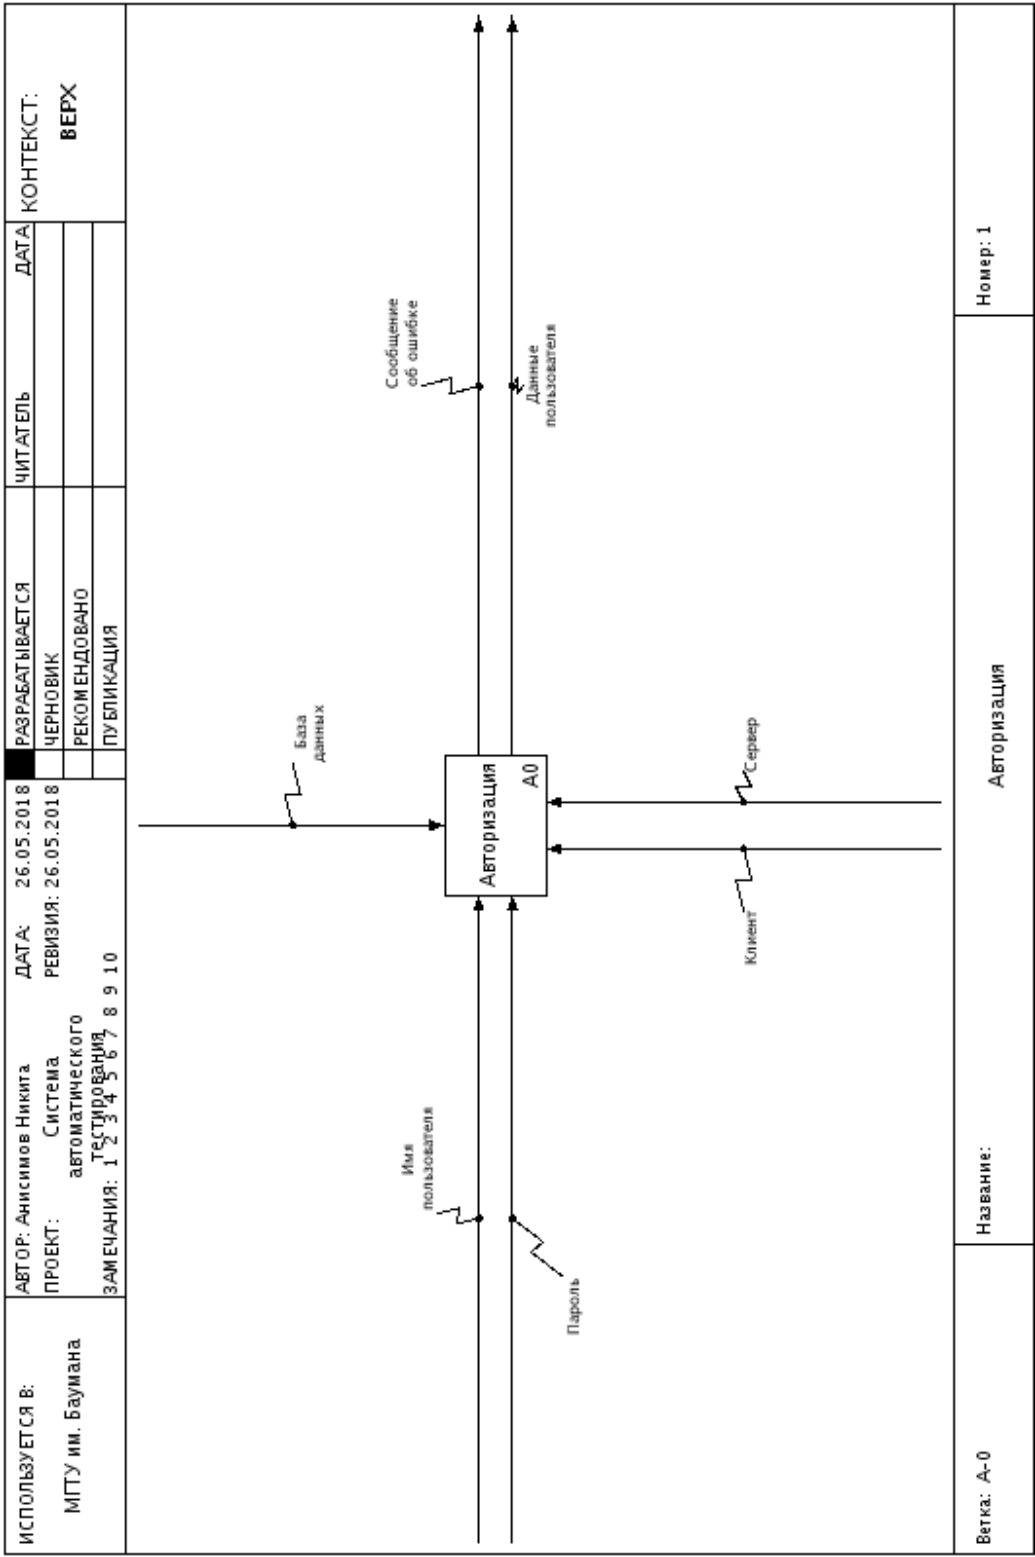 ИСПОЛЬЗУЕТСЯ В:
МГТУ им. Баумана
АВТОР: Анисимов Никита
ДАТА: 26.05.2018
ПРОЕКТ: Система
автоматического
тестирования
РЕВИЗИЯ: 26.05.2018
ЗАМЕЧАНИЯ: 1 2 3 4 5 6 7 8 9 10
РАЗРАБАТЫВАЕТСЯ
ЧЕРНОВИК
РЕКОМЕНДОВАНО
ПУБЛИКАЦИЯ
ЧИТАТЕЛЬ
ДАТА
КОНТЕКСТ:
ВЕРХ
База
данных
Сообщение
об ошибке
Имя
пользователя
Авторизация
A0
Данные
пользователя
Пароль
Клиент
Сервер
Ветка: A-0
Название:
Авторизация
Номер: 1